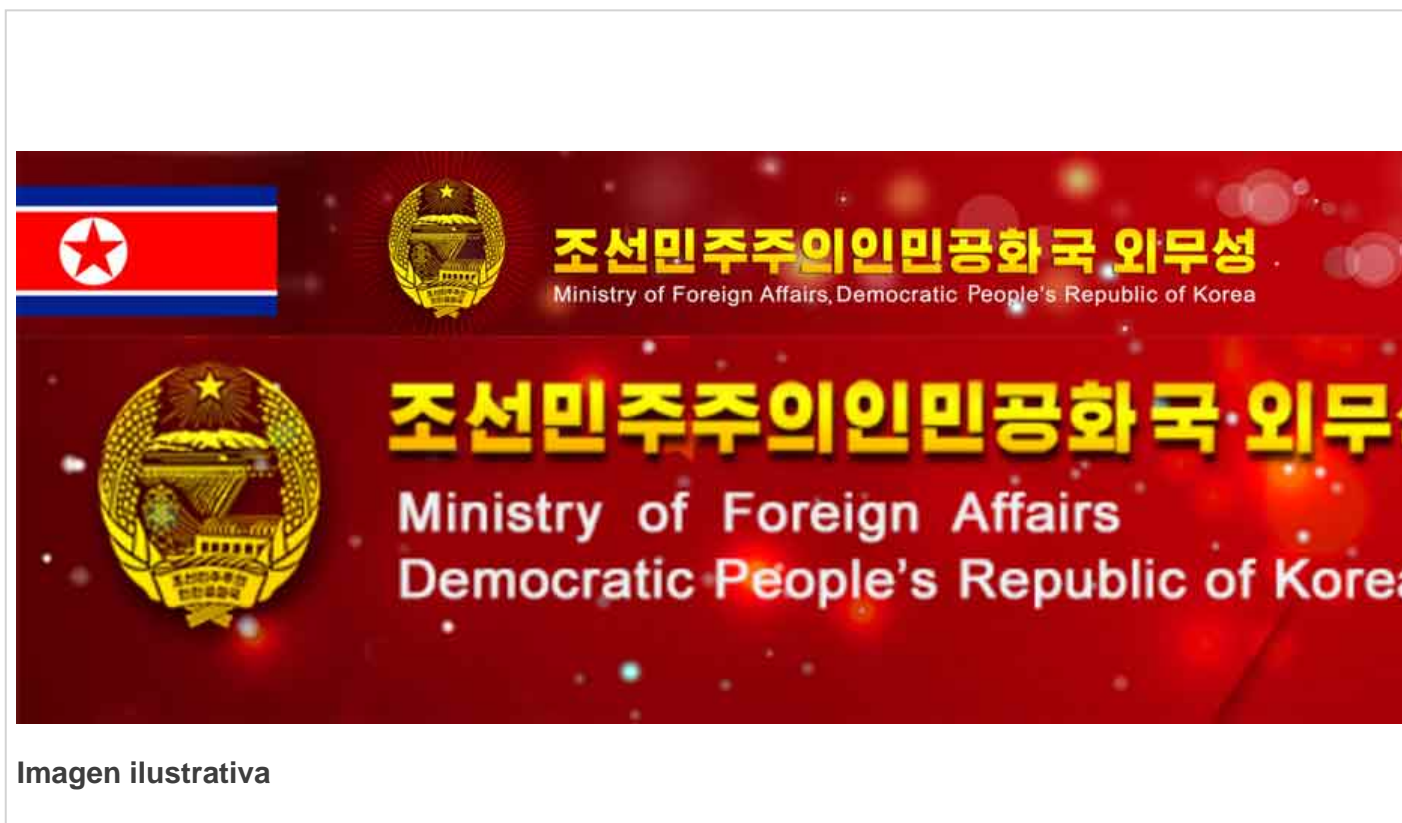 조선민주주의인민공화국 외무성
Ministry of Foreign Affairs, Democratic People's Republic of Korea
조선민주주의인민공화국 외무
Ministry of Foreign Affairs
Democratic People's Republic of Korea
Imagen ilustrativa